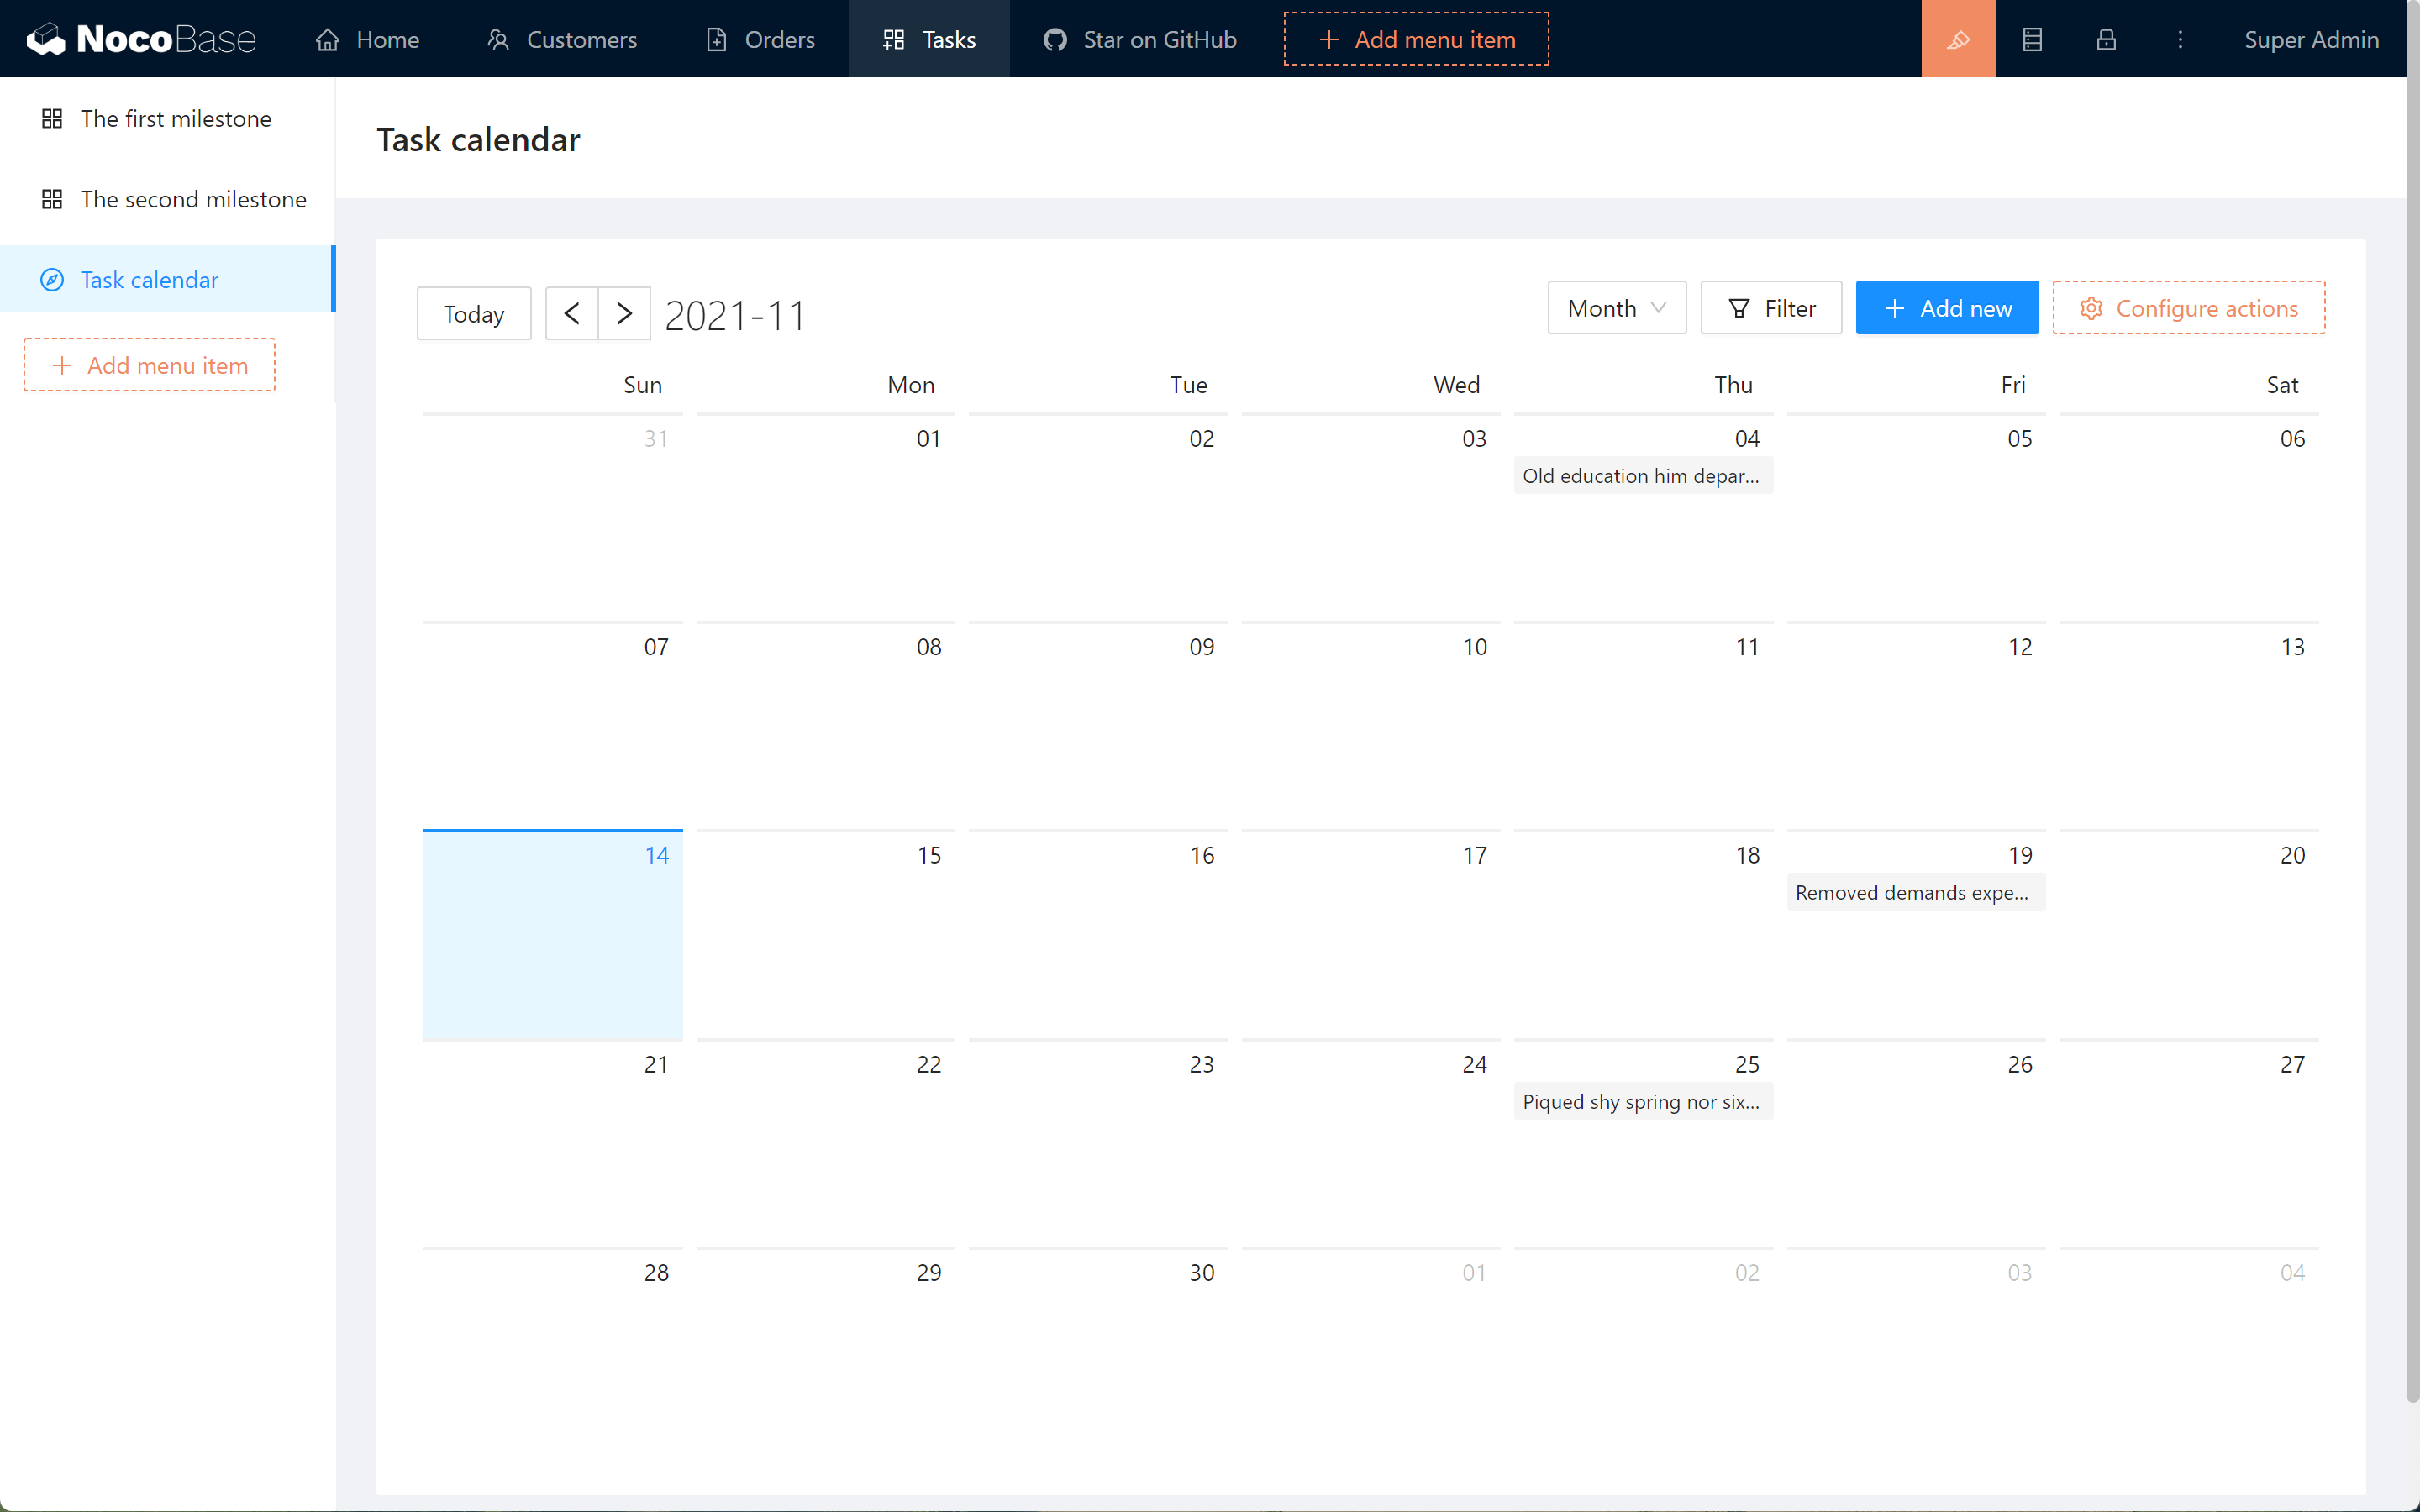 NocoBase Home Customers Orders Tasks Star on GitHub Add menu item Super Admin
The first milestone
The second milestone
Task calendar
Add menu item
Task calendar
Today 2021-11 Month Filter Add new Configure actions
Sun Mon Tue Wed Thu Fri Sat
31 01 02 03 04 05 06
Old education him depar...
07 08 09 10 11 12 13
14 15 16 17 18 19 20
Removed demands expe...
21 22 23 24 25 26 27
Piqued shy spring nor six...
28 29 30 01 02 03 04